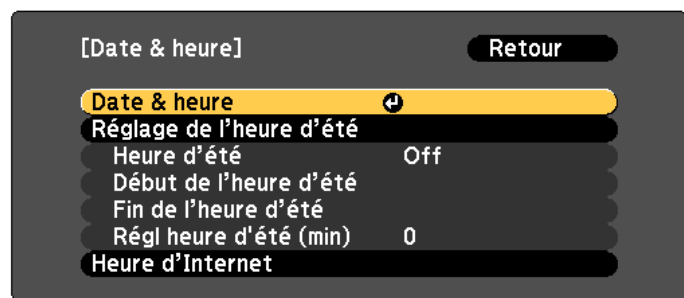 [Date & heure] Retour
Date & heure
Réglage de l’heure d’été
Heure d’été Off
Début de l’heure d’été
Fin de l’heure d’été
Régl heure d'été (min) 0
Heure d’Internet